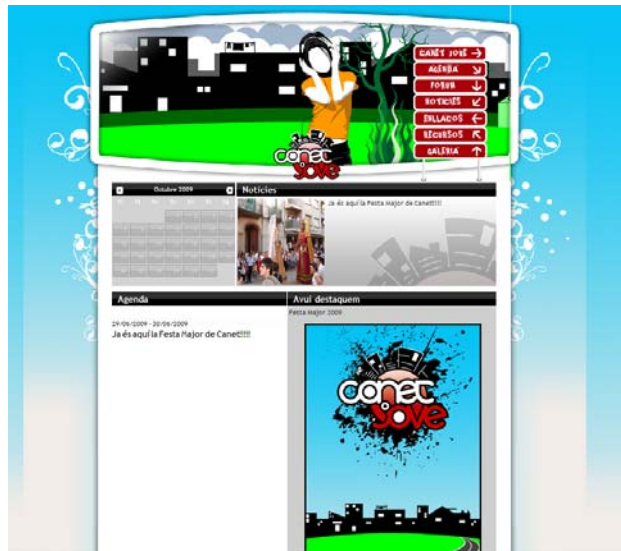 CANET JOVE
AGENDA
FORUM
NOTICIES
ENLLAÇOS
RECURSOS
GALERIA
canet
jove
Octubre 2009
Notícies
Ja és aquí la Festa Major de Canet!!!!
Agenda
Avui destaquem
29/06/2009 - 20/06/2009
Ja és aquí la Festa Major de Canet!!!!
Festa Major 2009
canet
jove